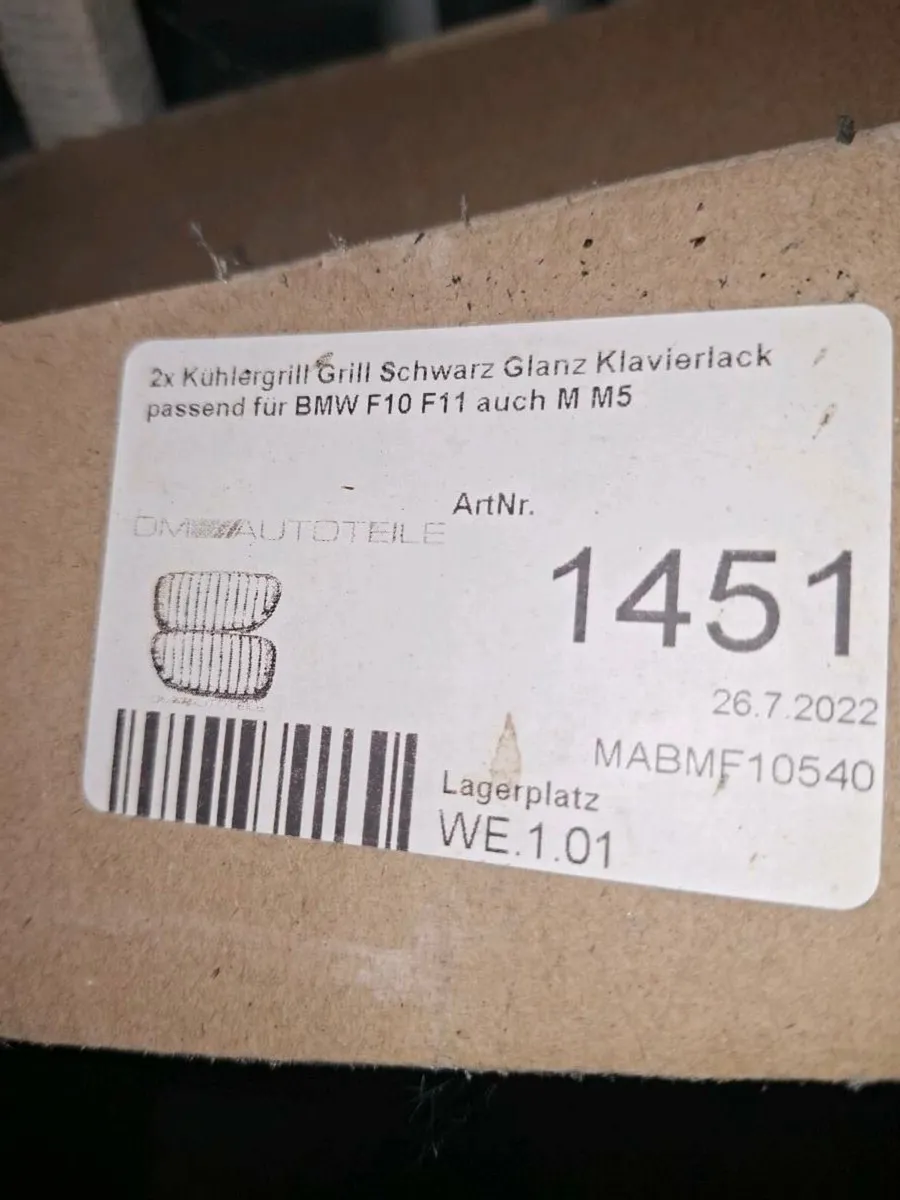 2x Kühlergrill Grill Schwarz Glanz Klavierlack
passend für BMW F10 F11 auch M M5
ArtNr.
DM AUTOTEILE
1451
26.7.2022
MABMF10540
Lagerplatz
WE.1.01